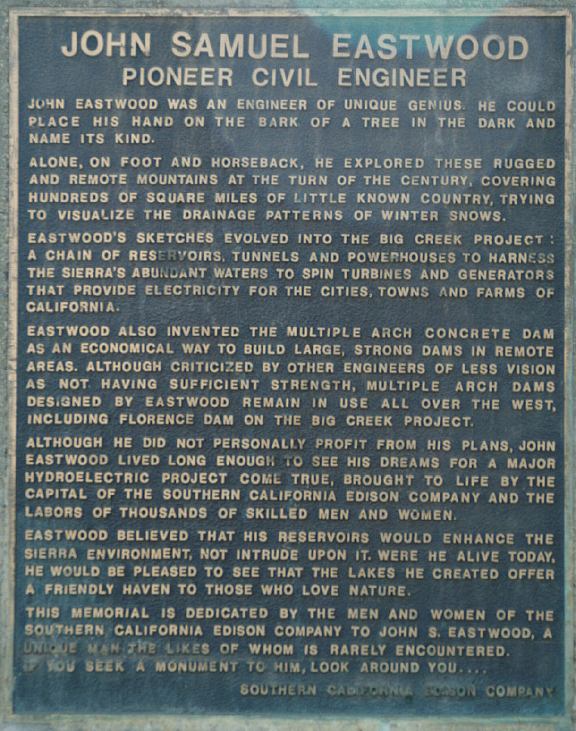 JOHN SAMUEL EASTWOOD
PIONEER CIVIL ENGINEER
JOHN EASTWOOD WAS AN ENGINEER OF UNIQUE GENIUS. HE COULD
PLACE HIS HAND ON THE BARK OF A TREE IN THE DARK AND
NAME ITS KIND.
ALONE, ON FOOT AND HORSEBACK, HE EXPLORED THESE RUGGED
AND REMOTE MOUNTAINS AT THE TURN OF THE CENTURY, COVERING
HUNDREDS OF SQUARE MILES OF LITTLE KNOWN COUNTRY, TRYING
TO VISUALIZE THE DRAINAGE PATTERNS OF WINTER SNOWS.
EASTWOOD'S SKETCHES EVOLVED INTO THE BIG CREEK PROJECT:
A CHAIN OF RESERVOIRS, TUNNELS AND POWERHOUSES TO HARNESS
THE SIERRA'S ABUNDANT WATERS TO SPIN TURBINES AND GENERATORS
THAT PROVIDE ELECTRICITY FOR THE CITIES, TOWNS AND FARMS OF
CALIFORNIA.
EASTWOOD ALSO INVENTED THE MULTIPLE ARCH CONCRETE DAM
AS AN ECONOMICAL WAY TO BUILD LARGE, STRONG DAMS IN REMOTE
AREAS. ALTHOUGH CRITICIZED BY OTHER ENGINEERS OF LESS VISION
AS NOT HAVING SUFFICIENT STRENGTH, MULTIPLE ARCH DAMS
DESIGNED BY EASTWOOD REMAIN IN USE ALL OVER THE WEST,
INCLUDING FLORENCE DAM ON THE BIG CREEK PROJECT.
ALTHOUGH HE DID NOT PERSONALLY PROFIT FROM HIS PLANS, JOHN
EASTWOOD LIVED LONG ENOUGH TO SEE HIS DREAMS FOR A MAJOR
HYDROELECTRIC PROJECT COME TRUE, BROUGHT TO LIFE BY THE
CAPITAL OF THE SOUTHERN CALIFORNIA EDISON COMPANY AND THE
LABORS OF THOUSANDS OF SKILLED MEN AND WOMEN.
EASTWOOD BELIEVED THAT HIS RESERVOIRS WOULD ENHANCE THE
SIERRA ENVIRONMENT, NOT INTRUDE UPON IT. WERE HE ALIVE TODAY,
HE WOULD BE PLEASED TO SEE THAT THE LAKES HE CREATED OFFER
A FRIENDLY HAVEN TO THOSE WHO LOVE NATURE.
THIS MEMORIAL IS DEDICATED BY THE MEN AND WOMEN OF THE
SOUTHERN CALIFORNIA EDISON COMPANY TO JOHN S. EASTWOOD, A
UNIQUE MAN THE LIKES OF WHOM IS RARELY ENCOUNTERED.
IF YOU SEEK A MONUMENT TO HIM, LOOK AROUND YOU....
SOUTHERN CALIFORNIA EDISON COMPANY